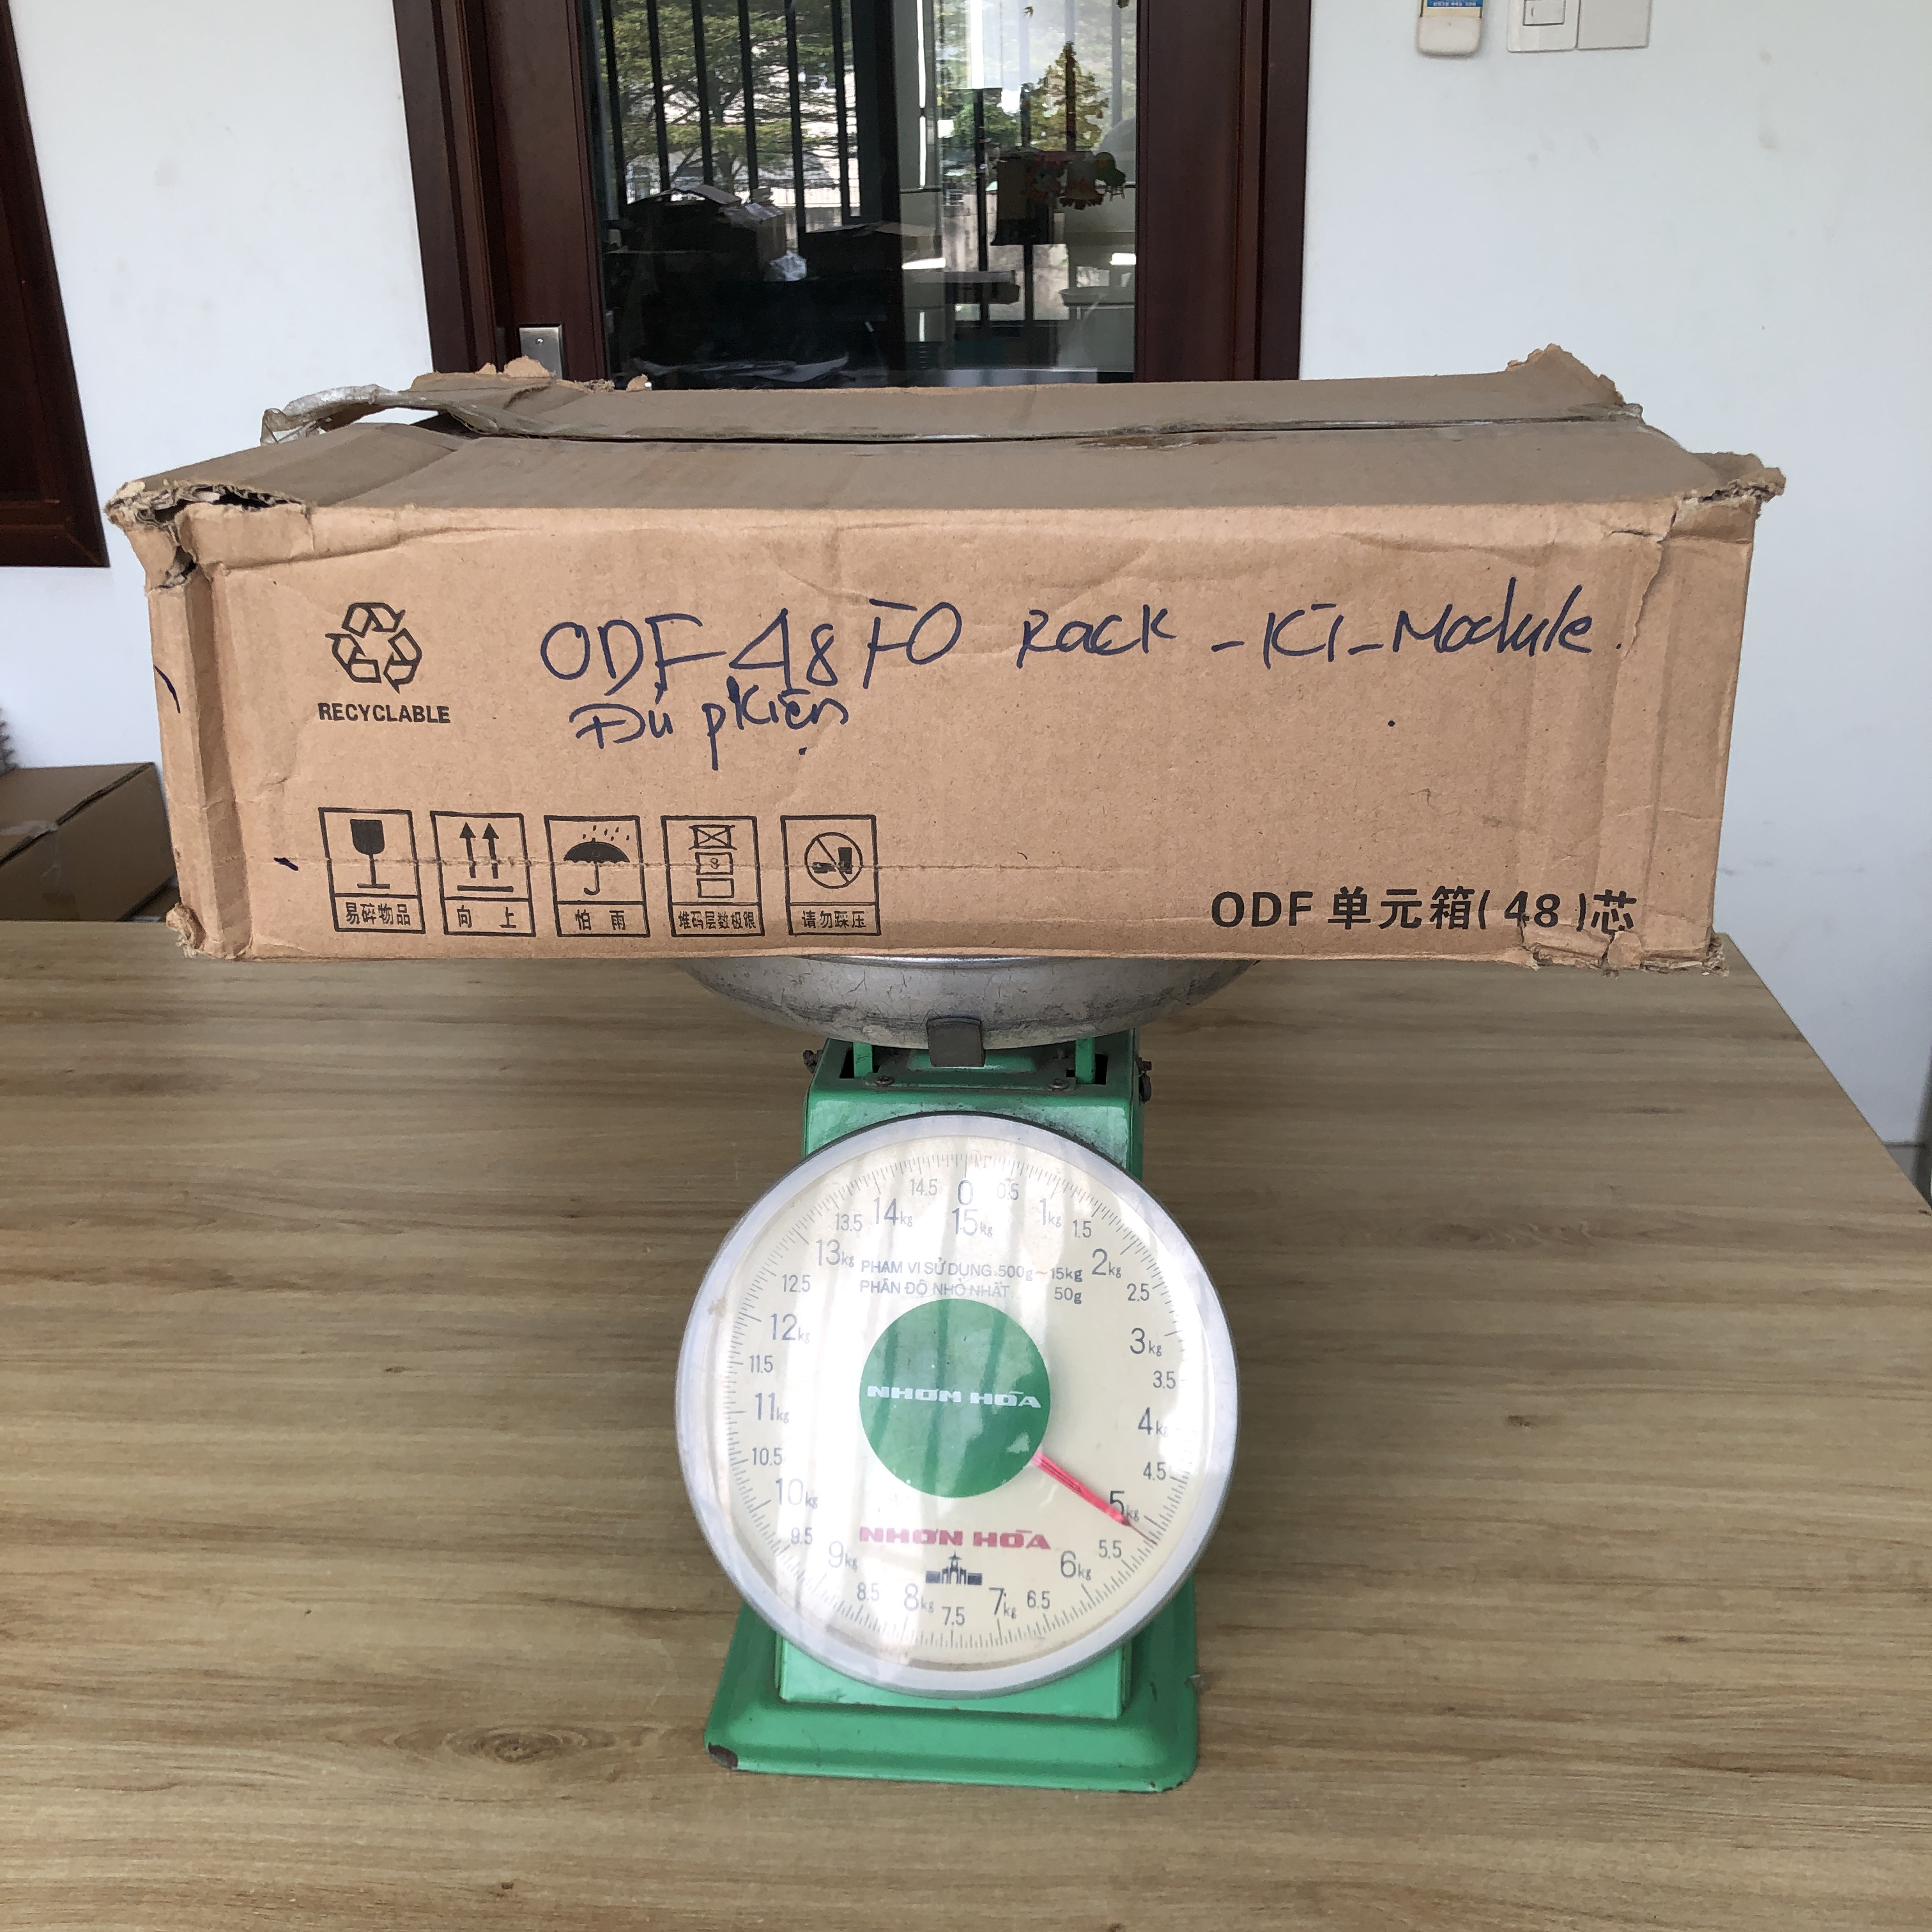 ODF 48 FO Rack - KT - Module.
Đủ pkiện
RECYCLABLE
3
易碎物品
向 上
怕 雨
堆码层数极限
请勿踩压
ODF 单元箱(48)芯
0
0.5
1kg
1.5
2kg
2.5
3kg
3.5
4kg
4.5
5kg
5.5
6kg
6.5
7kg
7.5
8kg
8.5
9kg
9.5
10kg
10.5
11kg
11.5
12kg
12.5
13kg
13.5
14kg
14.5
15kg
PHẠM VI SỬ DỤNG 500g~15kg
PHÂN ĐỘ NHỎ NHẤT 50g
NHƠN HÒA
NHƠN HÒA